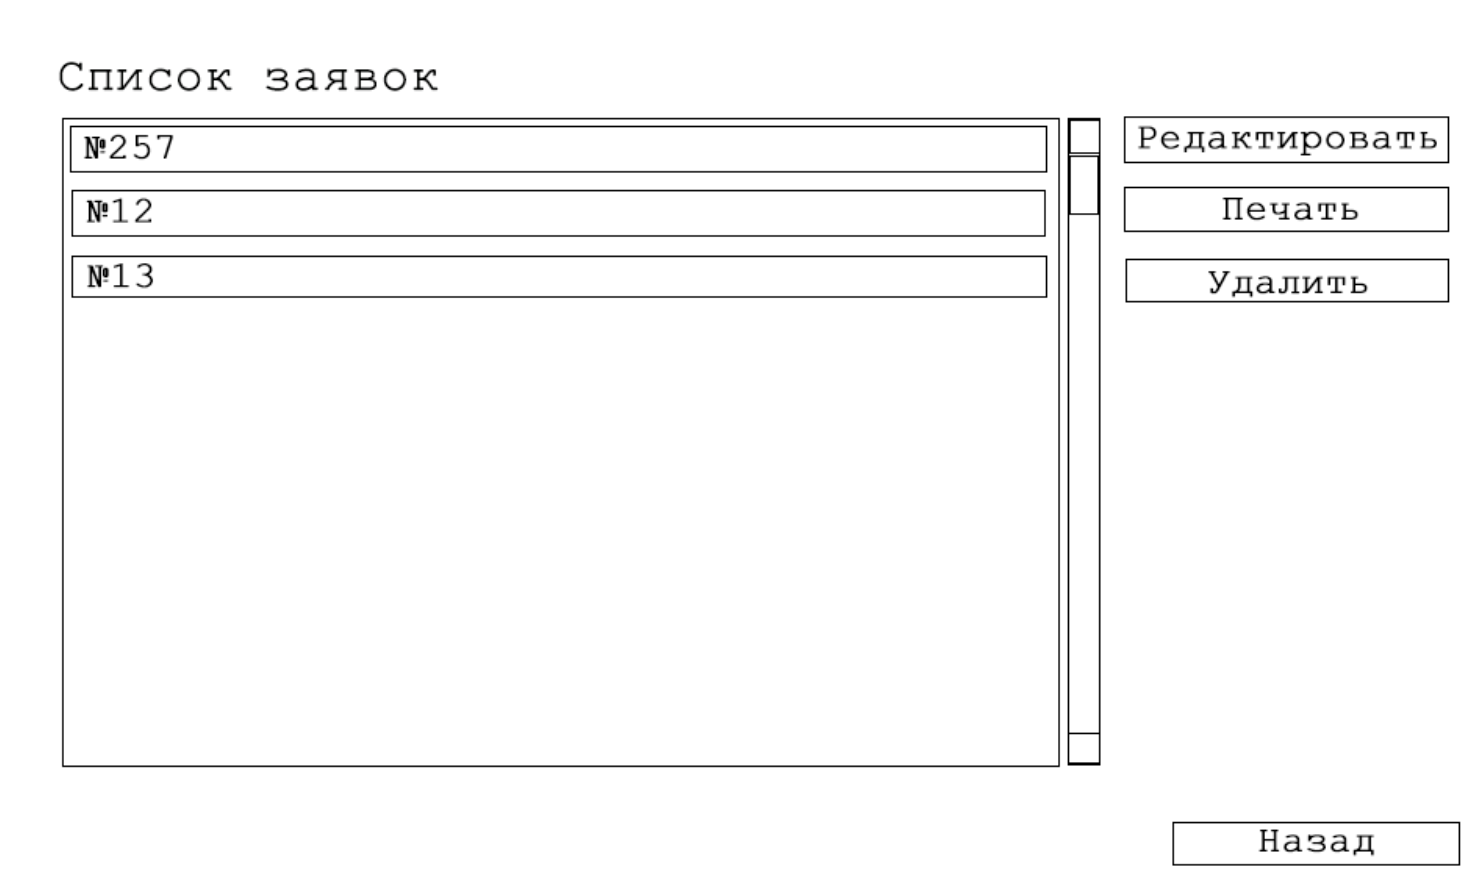 Список заявок
№257
№12
№13
Редактировать
Печать
Удалить
Назад